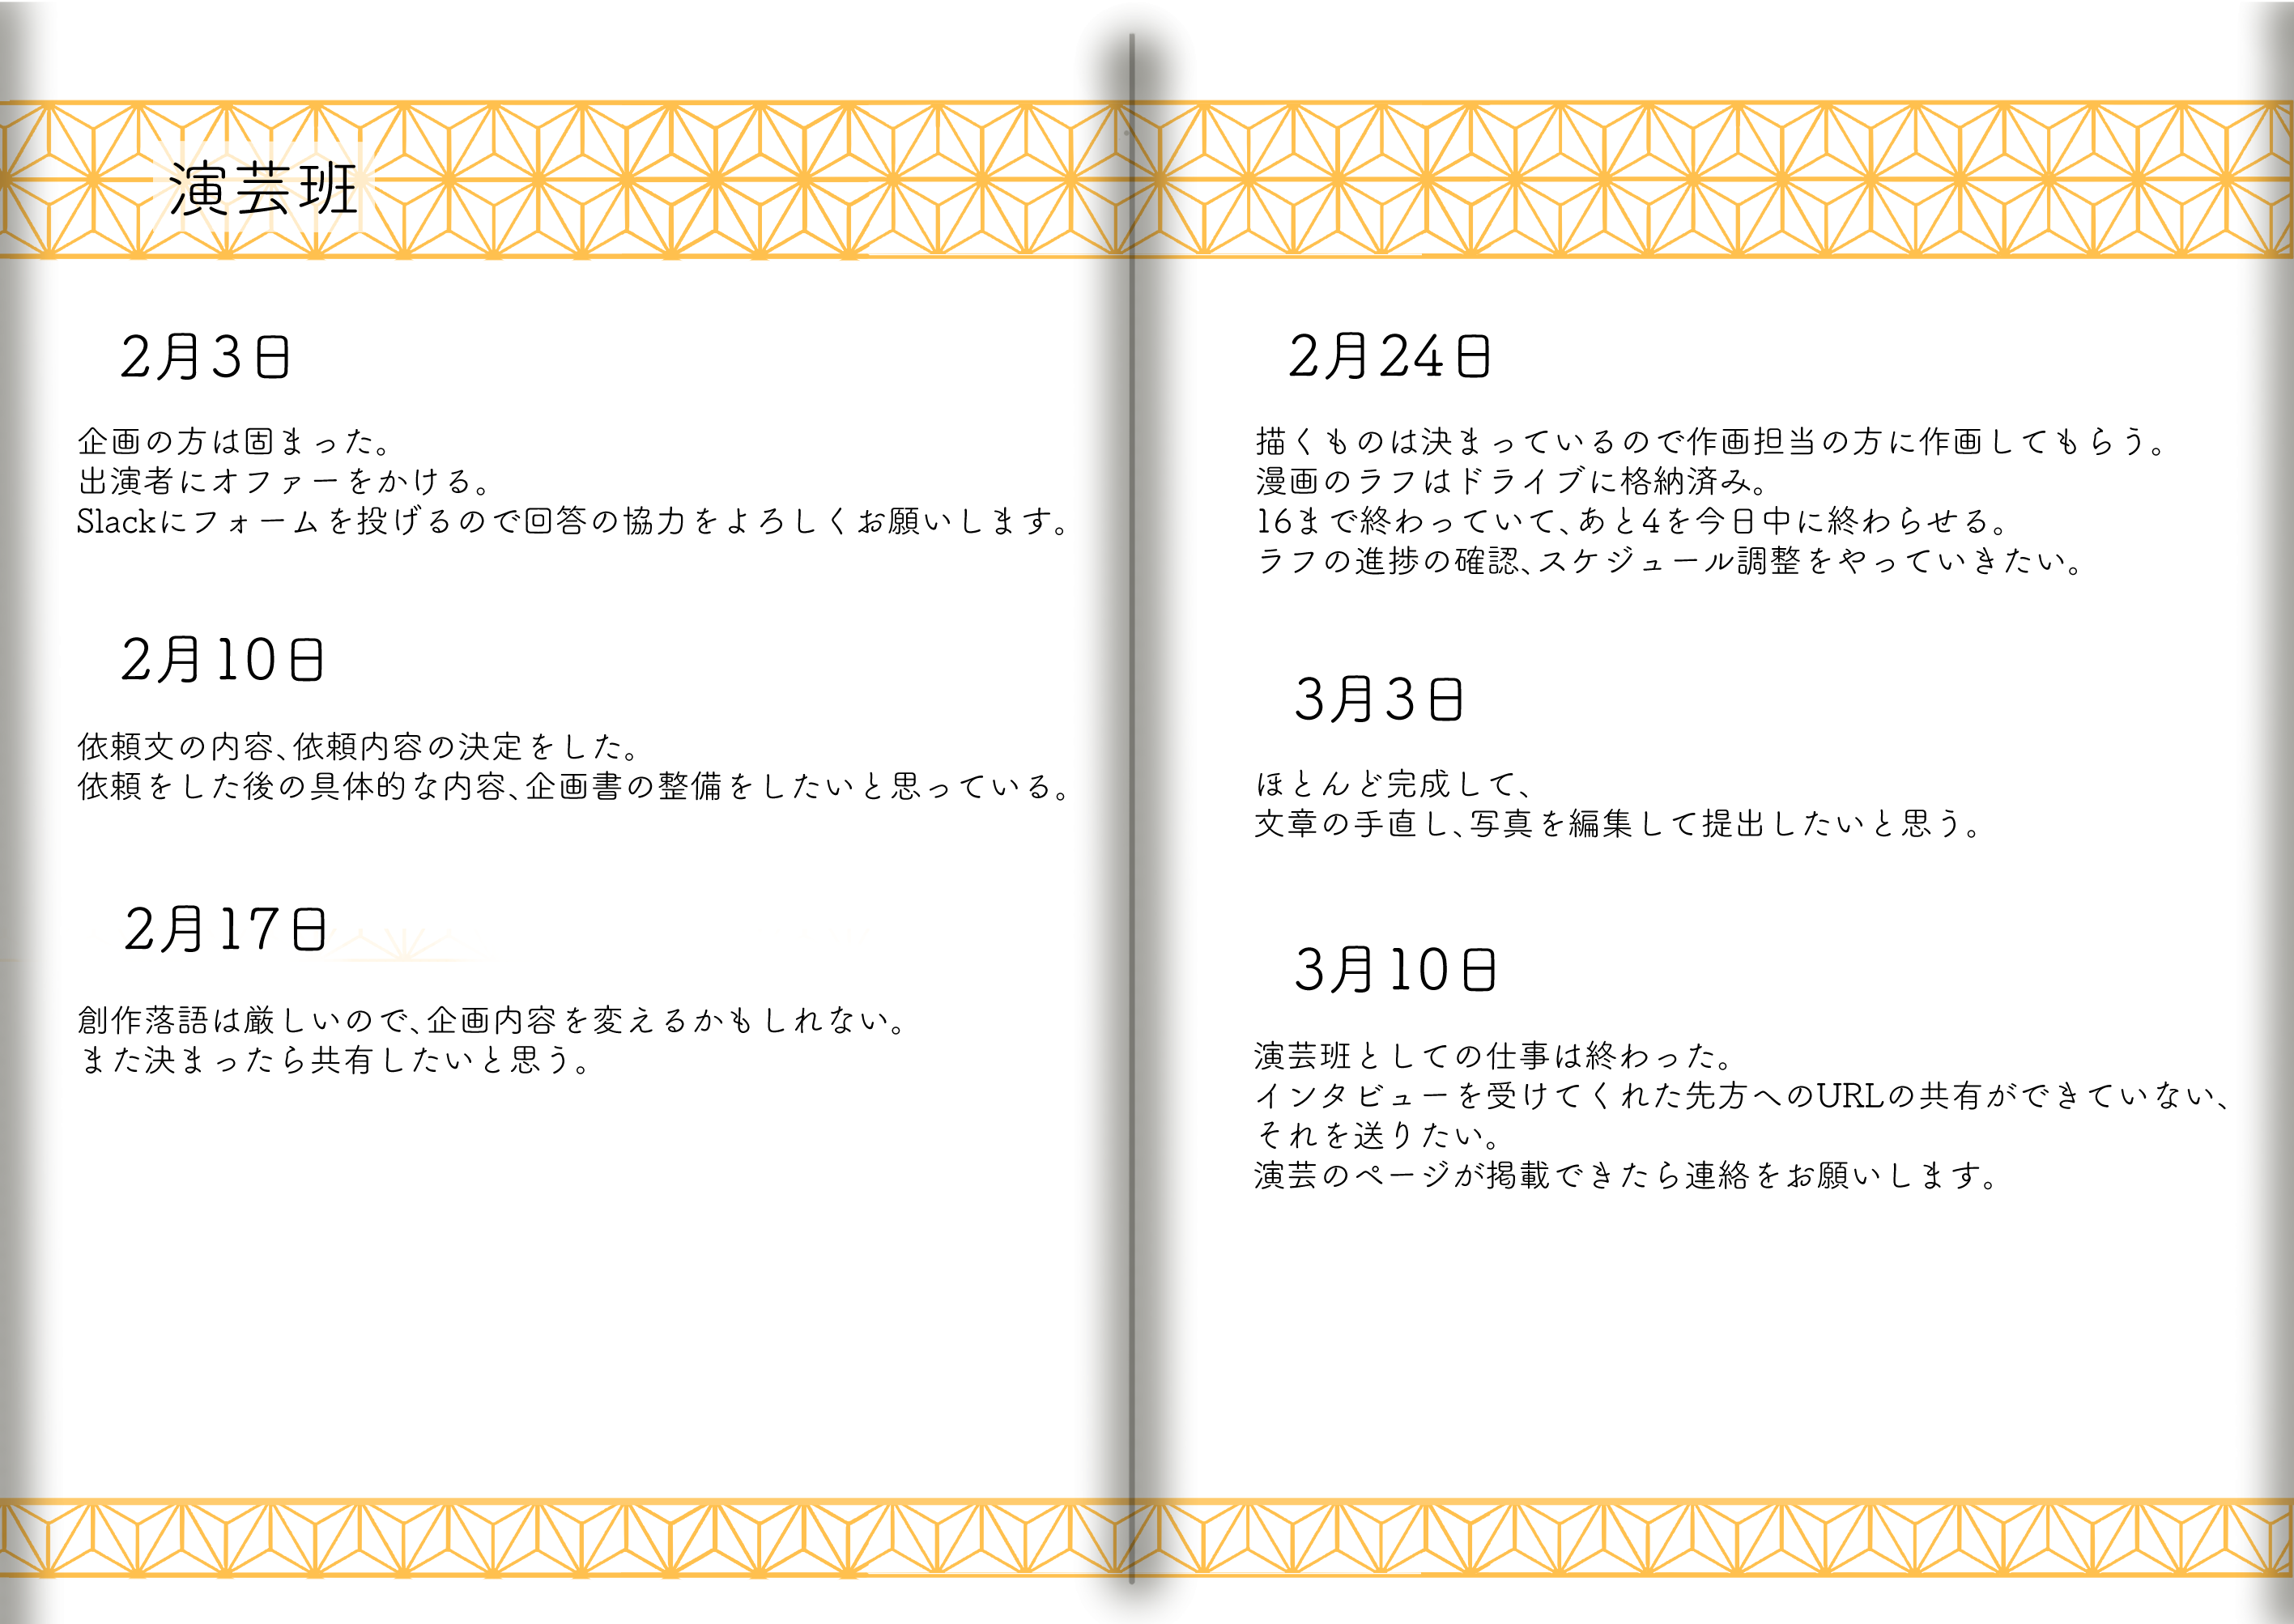 演芸班
2月3日
企画の方は固まった。
出演者にオファーをかける。
Slackにフォームを投げるので回答の協力をよろしくお願いします。
2月10日
依頼文の内容、依頼内容の決定をした。
依頼をした後の具体的な内容、企画書の整備をしたいと思っている。
2月17日
創作落語は厳しいので、企画内容を変えるかもしれない。
また決まったら共有したいと思う。
2月24日
描くものは決まっているので作画担当の方に作画してもらう。
漫画のラフはドライブに格納済み。
16まで終わっていて、あと4を今日中に終わらせる。
ラフの進捗の確認、スケジュール調整をやっていきたい。
3月3日
ほとんど完成して、
文章の手直し、写真を編集して提出したいと思う。
3月10日
演芸班としての仕事は終わった。
インタビューを受けてくれた先方へのURLの共有ができていない、
それを送りたい。
演芸のページが掲載できたら連絡をお願いします。